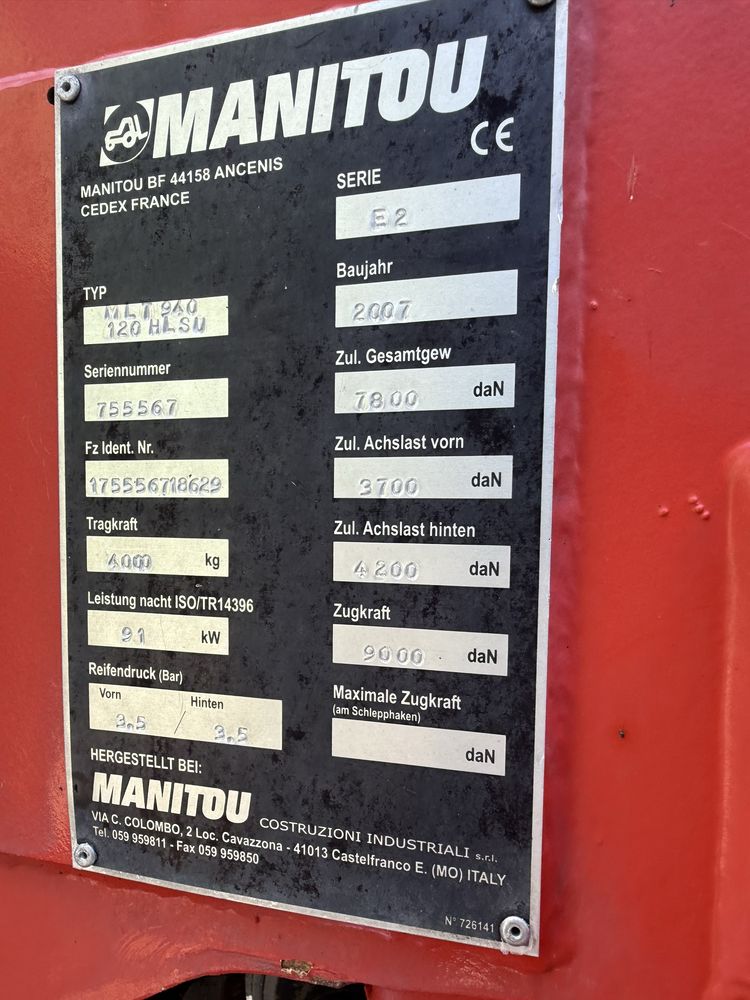 MANITOU
CE
MANITOU BF 44158 ANCENIS
CEDEX FRANCE
SERIE
E2
TYP
MLT 940
120 HLSU
Baujahr
2007
Seriennummer
755567
Zul. Gesamtgew
7800 daN
Fz Ident. Nr.
175556718629
Zul. Achslast vorn
3700 daN
Tragkraft
4000 kg
Zul. Achslast hinten
4200 daN
Leistung nacht ISO/TR14396
91 kW
Zugkraft
9000 daN
Reifendruck (Bar)
Vorn Hinten
3.5 / 3.5
Maximale Zugkraft
(am Schlepphaken)
daN
HERGESTELLT BEI:
MANITOU COSTRUZIONI INDUSTRIALI s.r.l.
VIA C. COLOMBO, 2 Loc. Cavazzona - 41013 Castelfranco E. (MO) ITALY
Tel. 059 959811 - Fax 059 959850
N° 726141